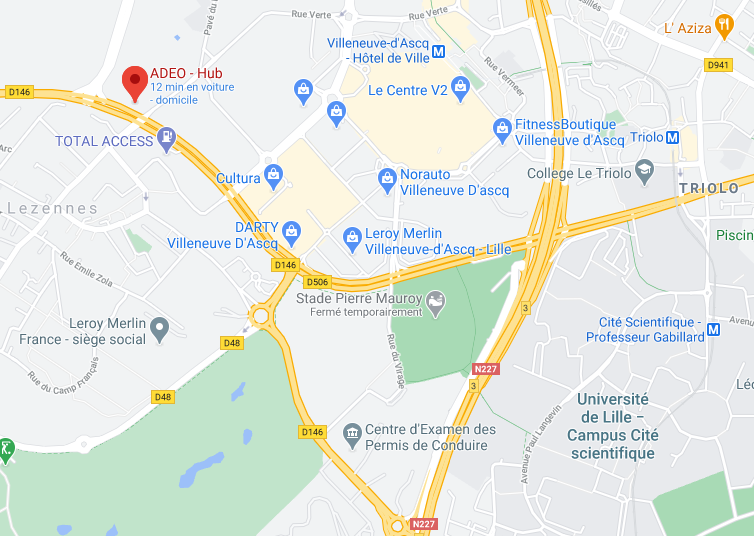 Rue Verte
Rue Verte
Pavé du
Villeneuve-d'Ascq
- Hôtel de Ville
M
L' Aziza
D941
Rue Vermeer
ADEO - Hub
12 min en voiture
- domicile
D146
Le Centre V2
TOTAL ACCESS
FitnessBoutique
Villeneuve d'Ascq
Triolo M
Arc
College Le Triolo
TRIOLO
Cultura
Norauto
Villeneuve D'ascq
Lezennes
DARTY
Villeneuve D'Ascq
Leroy Merlin
Villeneuve-d'Ascq - Lille
Piscin
Rue Emile Zola
D146
D506
Stade Pierre Mauroy
Fermé temporairement
3
Leroy Merlin
France - siège social
D48
Cité Scientifique -
Professeur Gabillard
M
Rue du Virage
Rue du Camp Français
N227
3
D48
Université
de Lille –
Campus Cité
scientifique
Avenue Paul Langevin
D146
Centre d'Examen des
Permis de Conduire
N227